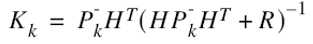 K_k = P_k^- H^T (H P_k^- H^T + R)^{-1}